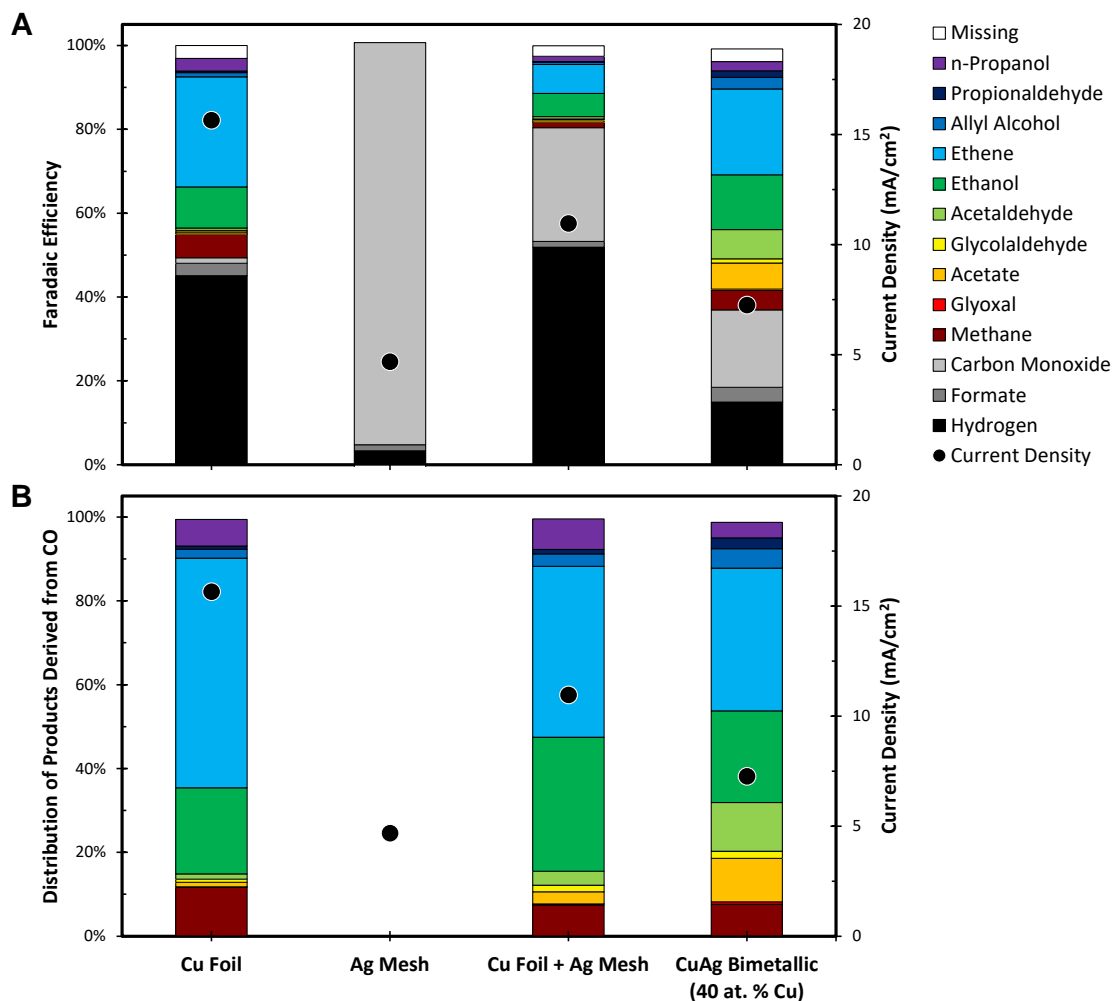 A
100%
80%
60%
40%
20%
0%
Faradaic Efficiency
20
15
10
5
0
Current Density (mA/cm²)
Missing
n-Propanol
Propionaldehyde
Allyl Alcohol
Ethene
Ethanol
Acetaldehyde
Glycolaldehyde
Acetate
Glyoxal
Methane
Carbon Monoxide
Formate
Hydrogen
Current Density
B
100%
80%
60%
40%
20%
0%
Distribution of Products Derived from CO
20
15
10
5
0
Current Density (mA/cm²)
Cu Foil
Ag Mesh
Cu Foil + Ag Mesh
CuAg Bimetallic
(40 at. % Cu)